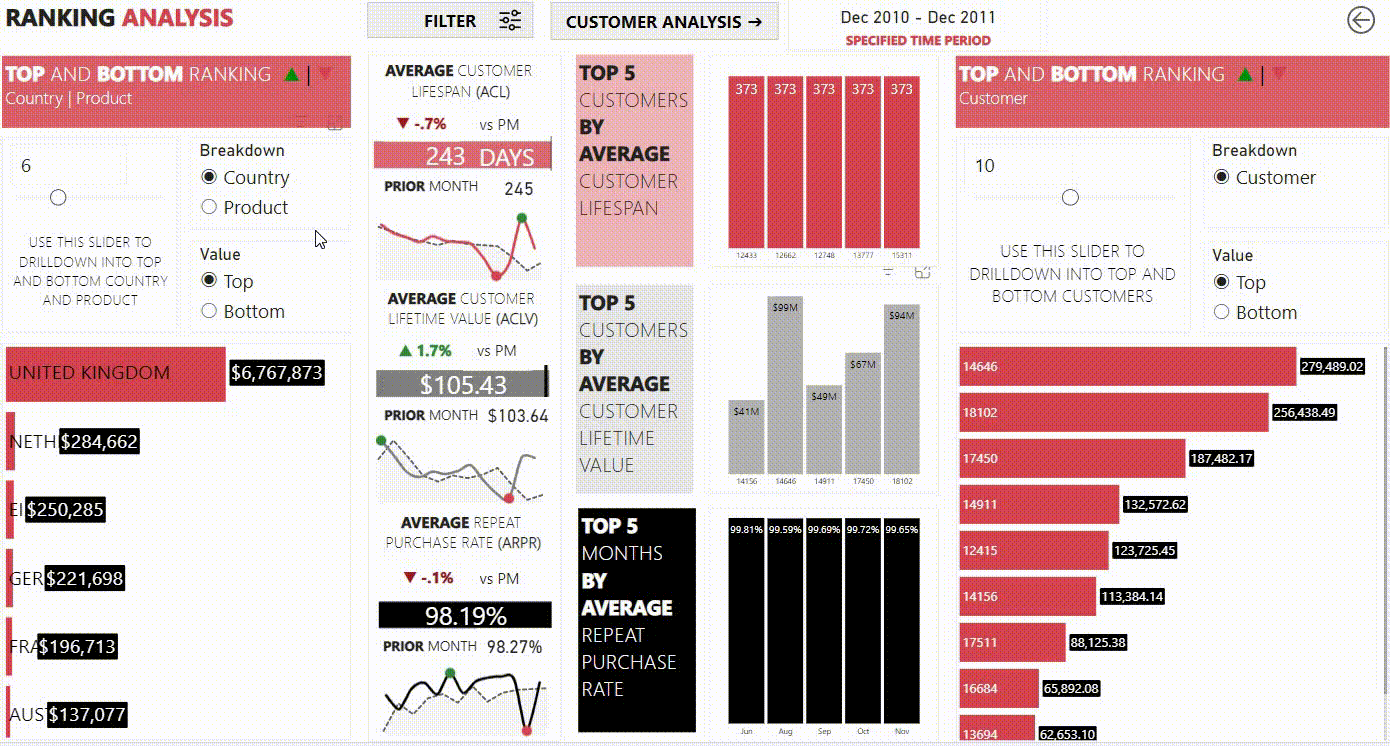 RANKING ANALYSIS
FILTER
CUSTOMER ANALYSIS →
Dec 2010 - Dec 2011
SPECIFIED TIME PERIOD
TOP AND BOTTOM RANKING ▲ | ▼
Country | Product
6
USE THIS SLIDER TO
DRILLDOWN INTO TOP
AND BOTTOM COUNTRY
AND PRODUCT
Breakdown
Country
Product
Value
Top
Bottom
UNITED KINGDOM $6,767,873
NETH $284,662
EI $250,285
GER $221,698
FRA $196,713
AUS $137,077
AVERAGE CUSTOMER
LIFESPAN (ACL)
▼ -.7% vs PM
243 DAYS
PRIOR MONTH 245
AVERAGE CUSTOMER
LIFETIME VALUE (ACLV)
▲ 1.7% vs PM
$105.43
PRIOR MONTH $103.64
AVERAGE REPEAT
PURCHASE RATE (ARPR)
▼ -.1% vs PM
98.19%
PRIOR MONTH 98.27%
TOP 5
CUSTOMERS
BY
AVERAGE
CUSTOMER
LIFESPAN
373 373 373 373 373
12433 12662 12748 13777 15311
TOP 5
CUSTOMERS
BY
AVERAGE
CUSTOMER
LIFETIME
VALUE
$41M $99M $49M $67M $94M
14156 14646 14911 17450 18102
TOP 5
MONTHS
BY
AVERAGE
REPEAT
PURCHASE
RATE
99.81% 99.59% 99.69% 99.72% 99.65%
Jun Aug Sep Oct Nov
TOP AND BOTTOM RANKING ▲ | ▼
Customer
10
USE THIS SLIDER TO
DRILLDOWN INTO TOP AND
BOTTOM CUSTOMERS
Breakdown
Customer
Value
Top
Bottom
14646 279,489.02
18102 256,438.49
17450 187,482.17
14911 132,572.62
12415 123,725.45
14156 113,384.14
17511 88,125.38
16684 65,892.08
13694 62,653.10